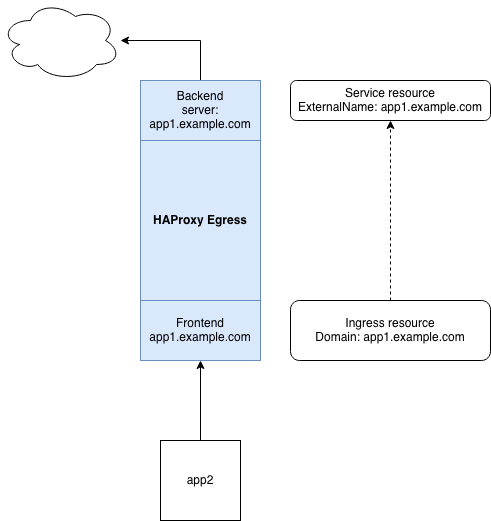 Backend
server:
app1.example.com
Service resource
ExternalName: app1.example.com
HAProxy Egress
Frontend
app1.example.com
Ingress resource
Domain: app1.example.com
app2